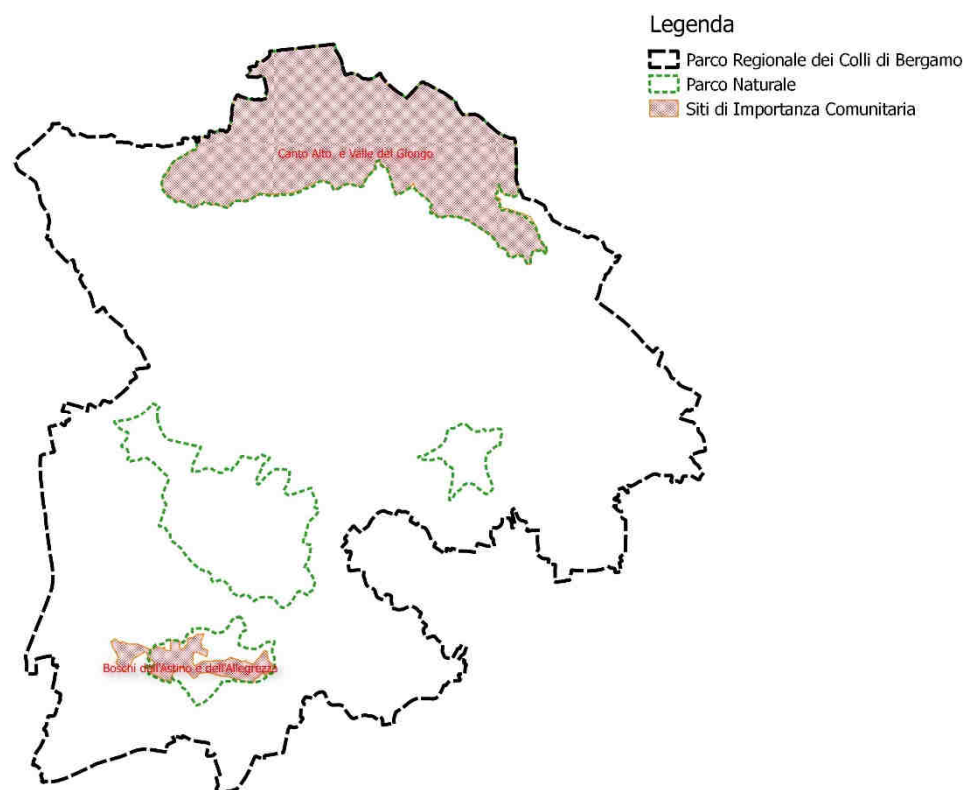 Legenda
Parco Regionale dei Colli di Bergamo
Parco Naturale
Siti di Importanza Comunitaria
Canto Alto e Valle del Giongo
Boschi dell'Astino e dell'Allegrezza